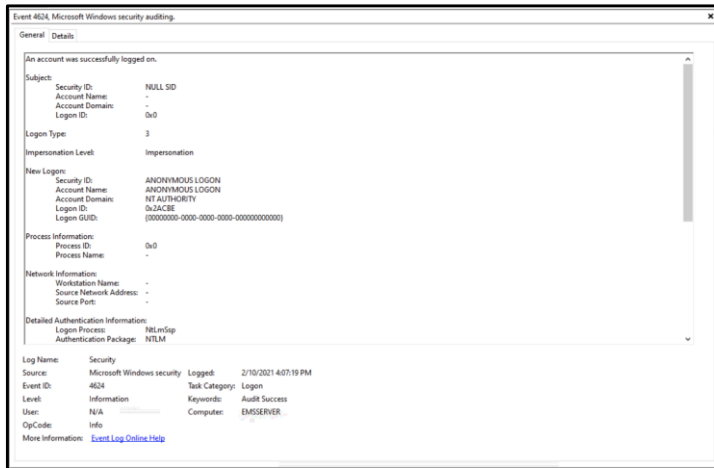 Event 4624, Microsoft Windows security auditing.
General Details
An account was successfully logged on.
Subject:
Security ID: NULL SID
Account Name: -
Account Domain: -
Logon ID: 0x0
Logon Type: 3
Impersonation Level: Impersonation
New Logon:
Security ID: ANONYMOUS LOGON
Account Name: ANONYMOUS LOGON
Account Domain: NT AUTHORITY
Logon ID: 0x2ACBE
Logon GUID: {00000000-0000-0000-0000-000000000000}
Process Information:
Process ID: 0x0
Process Name: -
Network Information:
Workstation Name: -
Source Network Address: -
Source Port: -
Detailed Authentication Information:
Logon Process: NtLmSsp
Authentication Package: NTLM
Log Name: Security
Source: Microsoft Windows security Logged: 2/10/2021 4:07:19 PM
Event ID: 4624 Task Category: Logon
Level: Information Keywords: Audit Success
User: N/A Computer: EMSSERVER
OpCode: Info
More Information: Event Log Online Help